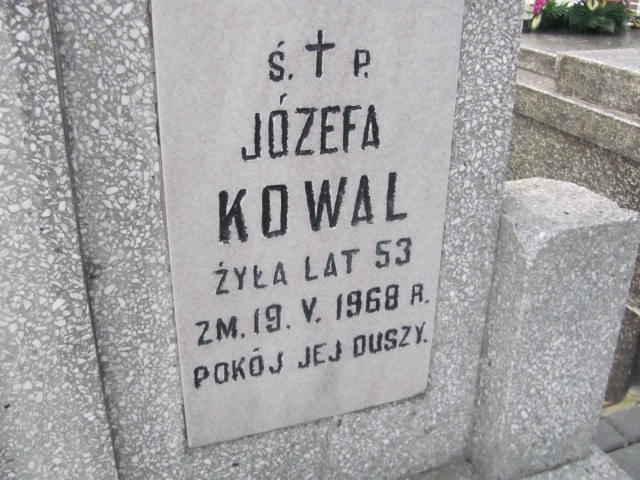 Ś. ✝ P.
JÓZEFA
KOWAL
ŻYŁA LAT 53
ZM. 19. V. 1968 R.
POKÓJ JEJ DUSZY.